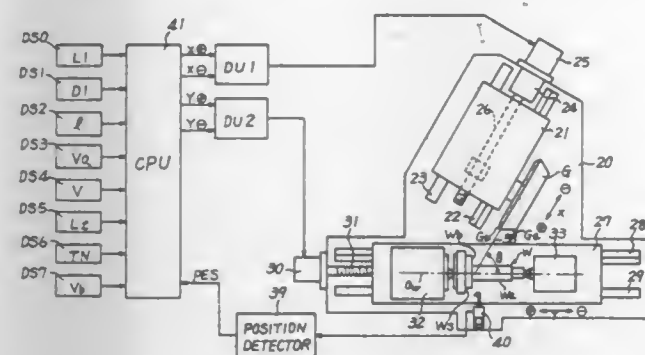 41
DS0
L1
DS1
D1
DS2
ℓ
DS3
Va
DS4
V
DS5
Lt
DS6
TN
DS7
Vb
CPU
X⊕
X⊖
Y⊕
Y⊖
DU1
DU2
PES
POSITION
DETECTOR
39
25
24
26
21
20
23
22
G
⊖
X
⊕
Ga
27
28
29
33
31
30
32
Wb
W
θ
Ow
Wa
Ws
40
⊕
⊖